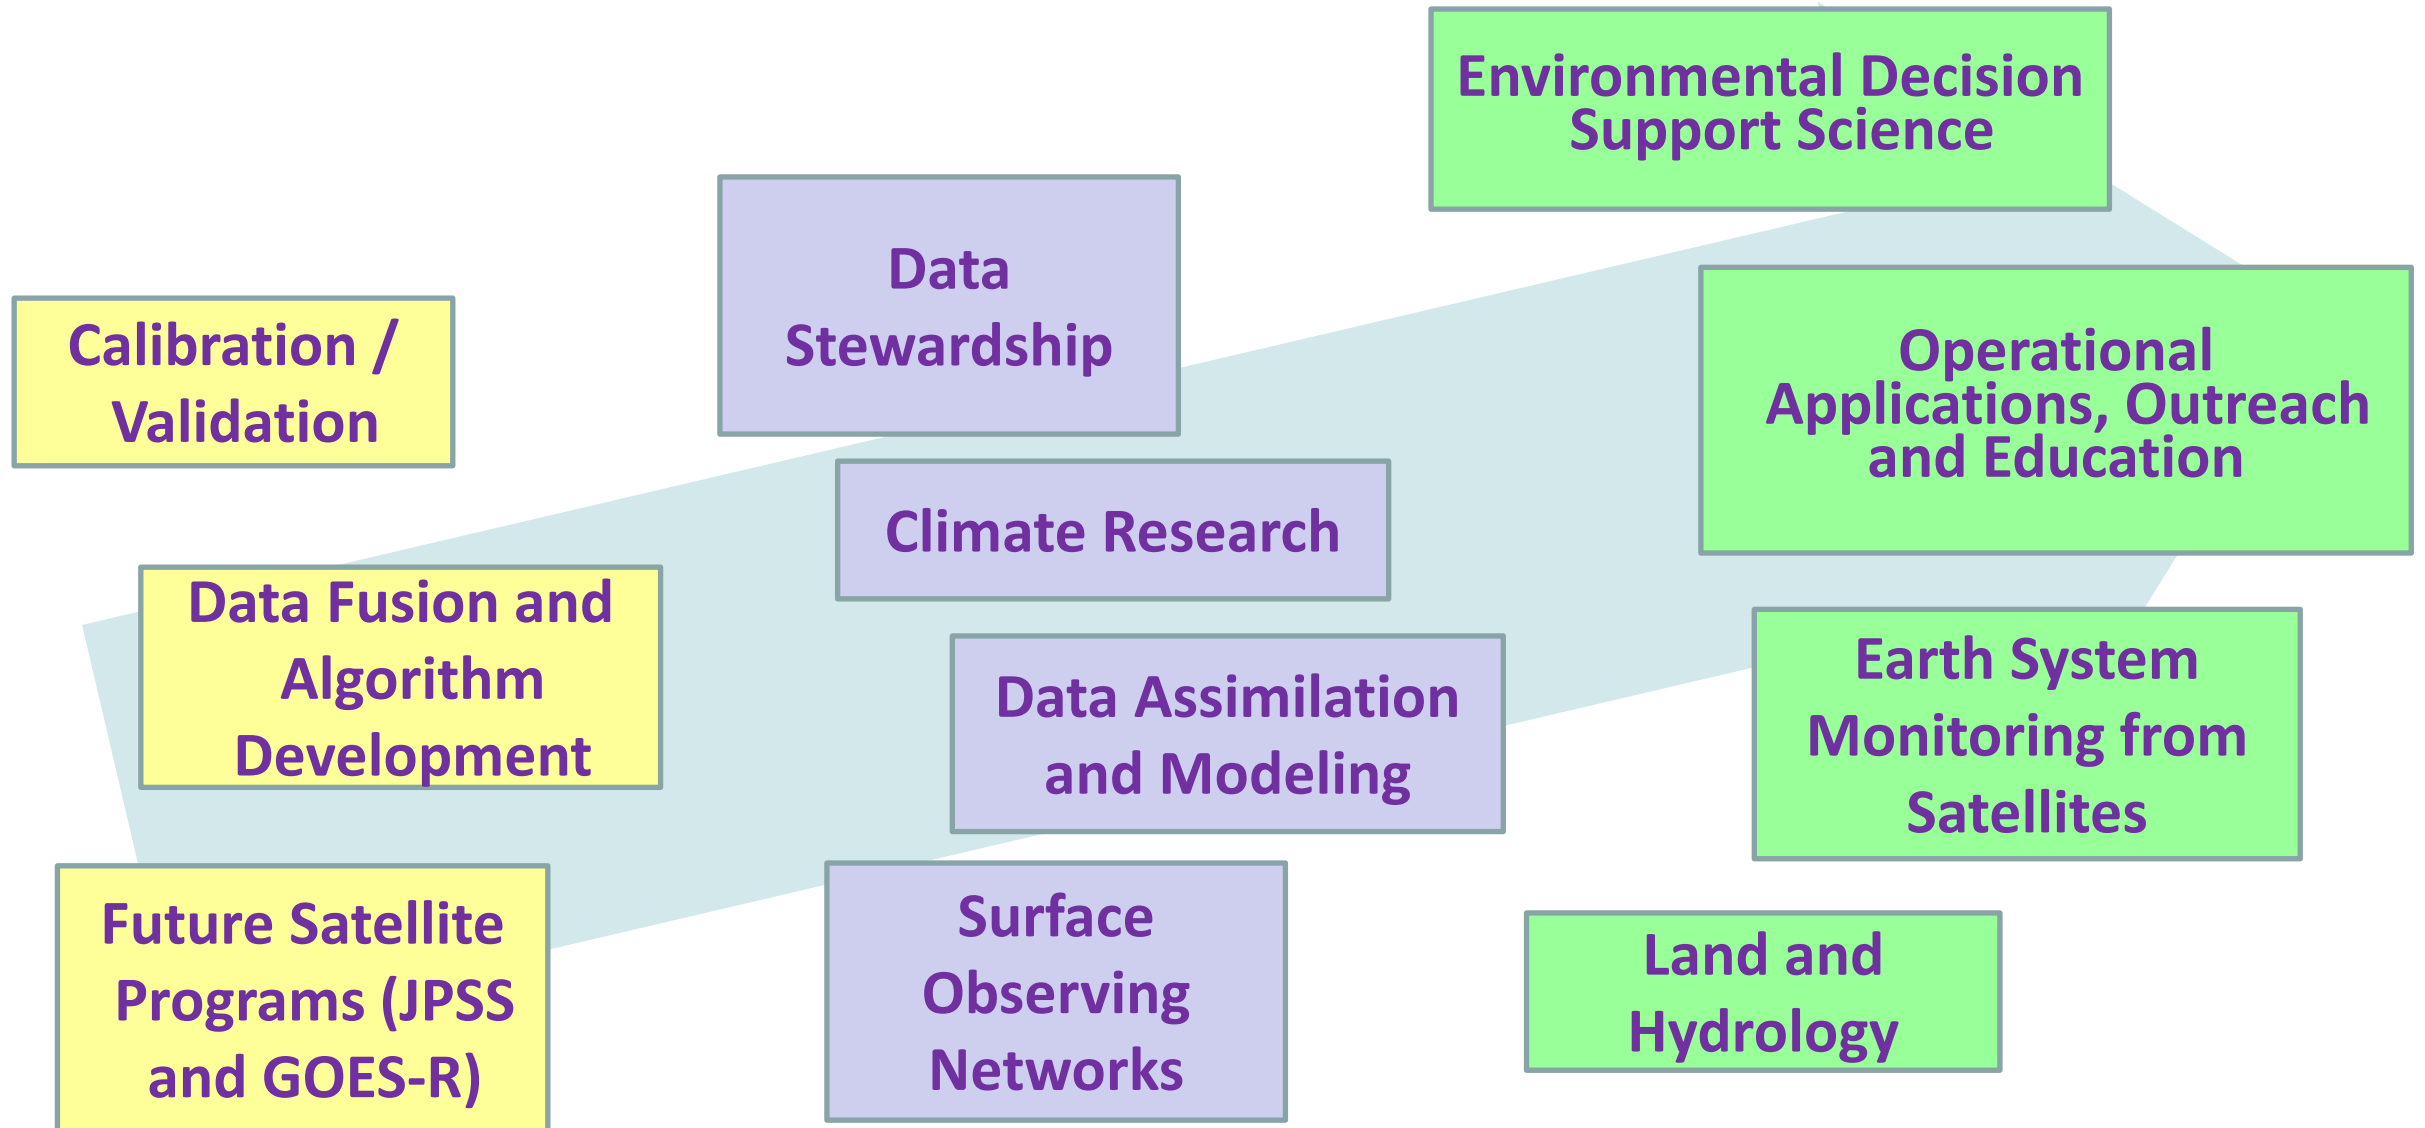 Calibration /
Validation
Data Fusion and
Algorithm
Development
Future Satellite
Programs (JPSS
and GOES-R)
Data
Stewardship
Climate Research
Data Assimilation
and Modeling
Surface
Observing
Networks
Environmental Decision
Support Science
Operational
Applications, Outreach
and Education
Earth System
Monitoring from
Satellites
Land and
Hydrology